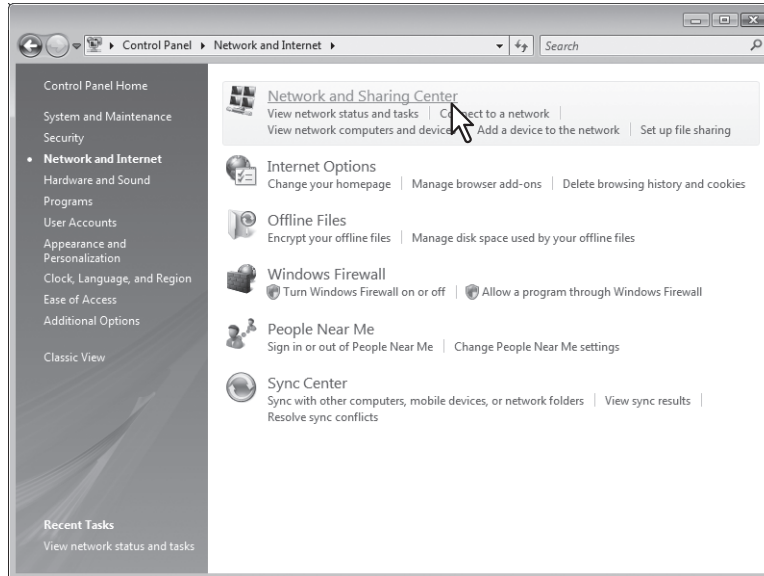 Control Panel Network and Internet
Search
Control Panel Home
System and Maintenance
Security
Network and Internet
Hardware and Sound
Programs
User Accounts
Appearance and
Personalization
Clock, Language, and Region
Ease of Access
Additional Options
Classic View
Recent Tasks
View network status and tasks
Network and Sharing Center
View network status and tasks Connect to a network
View network computers and devices Add a device to the network Set up file sharing
Internet Options
Change your homepage Manage browser add-ons Delete browsing history and cookies
Offline Files
Encrypt your offline files Manage disk space used by your offline files
Windows Firewall
Turn Windows Firewall on or off Allow a program through Windows Firewall
People Near Me
Sign in or out of People Near Me Change People Near Me settings
Sync Center
Sync with other computers, mobile devices, or network folders View sync results
Resolve sync conflicts